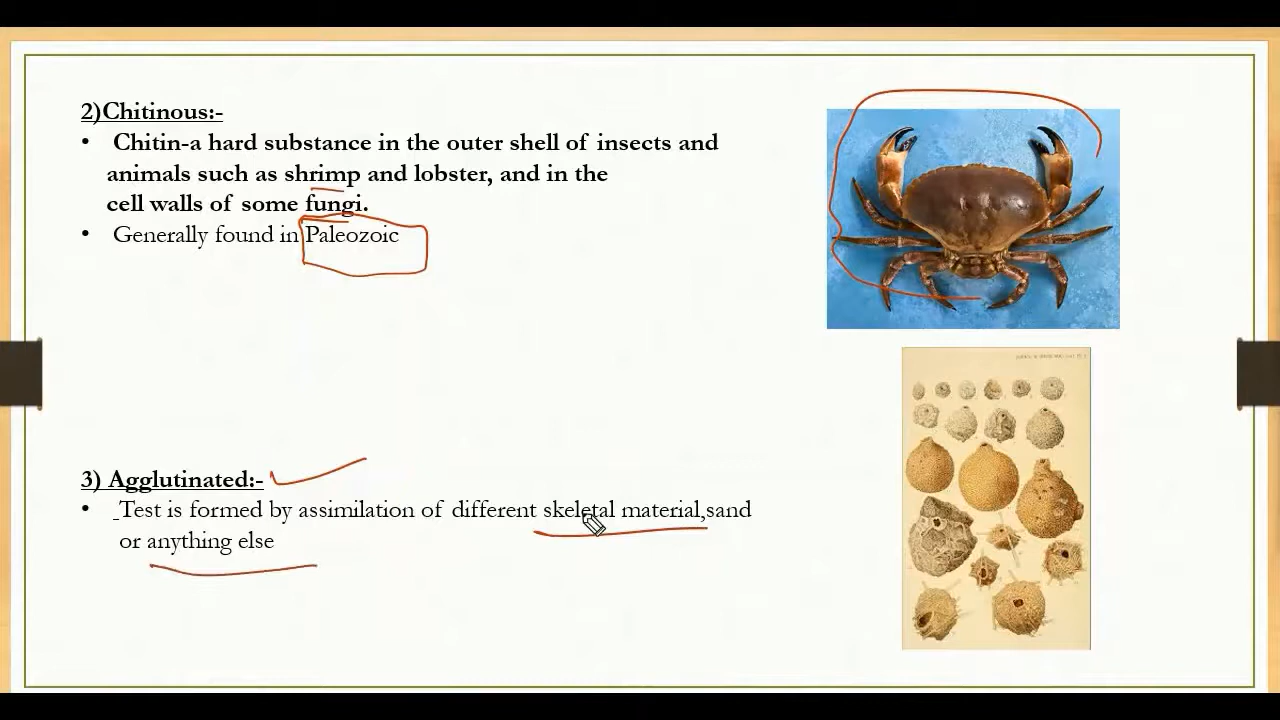 2)Chitinous:-
• Chitin-a hard substance in the outer shell of insects and
animals such as shrimp and lobster, and in the
cell walls of some fungi.
• Generally found in Paleozoic
3) Agglutinated:-
• Test is formed by assimilation of different skeletal material,sand
or anything else